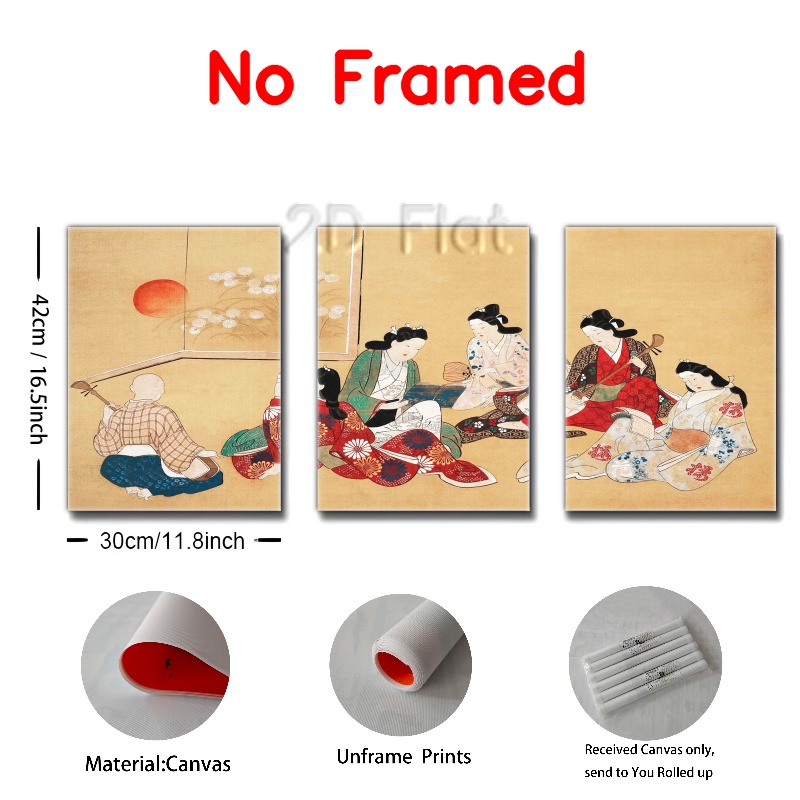 No Framed
2D Flat
42cm / 16.5inch
30cm/11.8inch
Material:Canvas
Unframe Prints
Received Canvas only,
send to You Rolled up